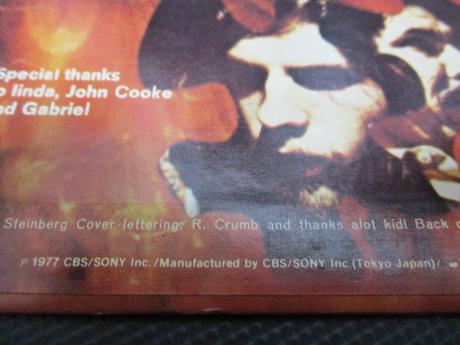 Special thanks
o linda, John Cooke
nd Gabriel
Steinberg Cover lettering: R. Crumb and thanks alot kid! Back c
P 1977 CBS/SONY Inc./Manufactured by CBS/SONY Inc.(Tokyo Japan)/